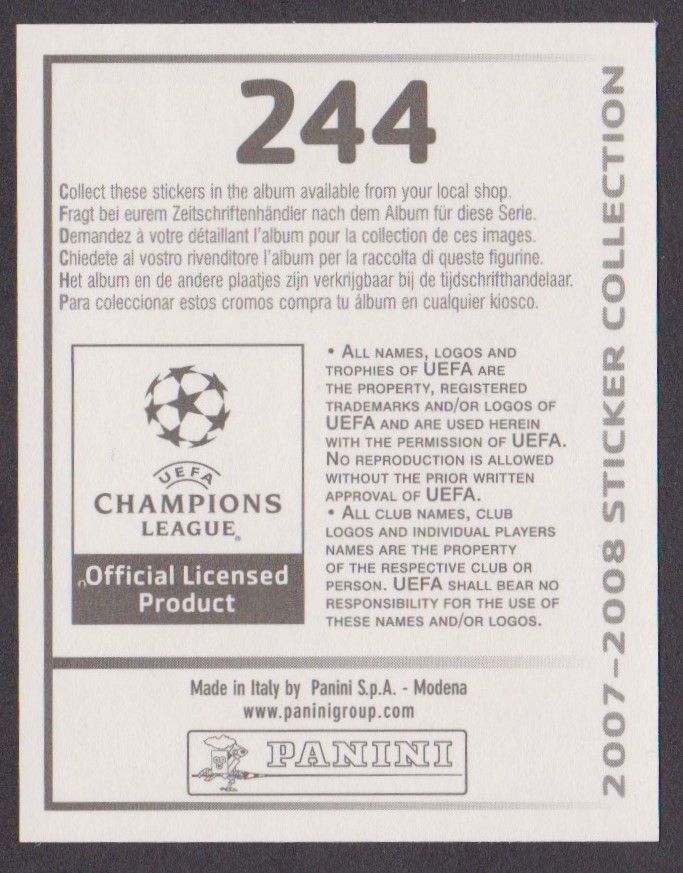 244
Collect these stickers in the album available from your local shop.
Fragt bei eurem Zeitschriftenhändler nach dem Album für diese Serie.
Demandez à votre détaillant l'album pour la collection de ces images.
Chiedete al vostro rivenditore l'album per la raccolta di queste figurine.
Het album en de andere plaatjes zijn verkrijgbaar bij de tijdschrifthandelaar.
Para coleccionar estos cromos compra tu álbum en cualquier kiosco.
UEFA
CHAMPIONS
LEAGUE®
Official Licensed
Product
• ALL NAMES, LOGOS AND
TROPHIES OF UEFA ARE
THE PROPERTY, REGISTERED
TRADEMARKS AND/OR LOGOS OF
UEFA AND ARE USED HEREIN
WITH THE PERMISSION OF UEFA.
NO REPRODUCTION IS ALLOWED
WITHOUT THE PRIOR WRITTEN
APPROVAL OF UEFA.
• ALL CLUB NAMES, CLUB
LOGOS AND INDIVIDUAL PLAYERS
NAMES ARE THE PROPERTY
OF THE RESPECTIVE CLUB OR
PERSON. UEFA SHALL BEAR NO
RESPONSIBILITY FOR THE USE OF
THESE NAMES AND/OR LOGOS.
Made in Italy by Panini S.p.A. - Modena
www.paninigroup.com
PANINI
2007-2008 STICKER COLLECTION